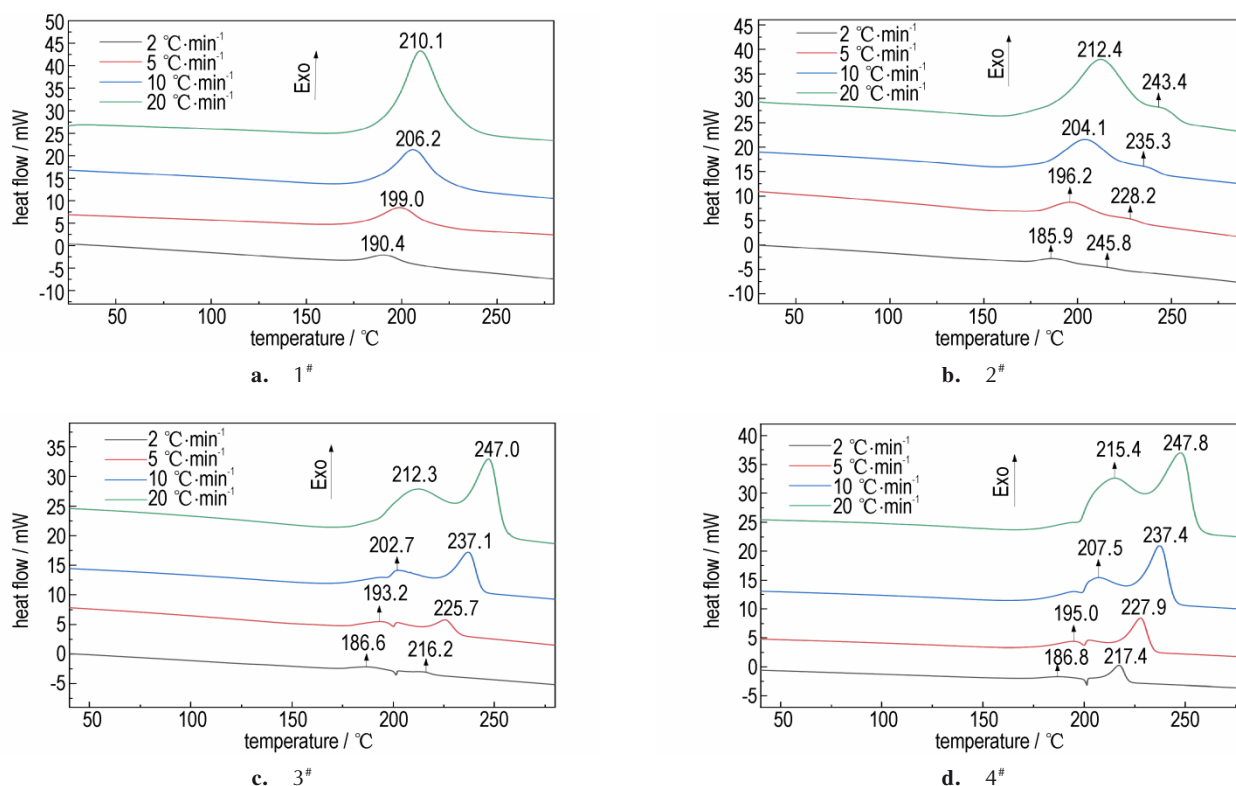 50
45
40
35
30
25
20
15
10
5
0
-5
-10
heat flow / mW
2 ℃·min⁻¹
5 ℃·min⁻¹
10 ℃·min⁻¹
20 ℃·min⁻¹
Exo
210.1
206.2
199.0
190.4
50 100 150 200 250
temperature / ℃
a. 1#
45
40
35
30
25
20
15
10
5
0
-5
-10
heat flow / mW
2 ℃·min⁻¹
5 ℃·min⁻¹
10 ℃·min⁻¹
20 ℃·min⁻¹
Exo
212.4
243.4
204.1
235.3
196.2
228.2
185.9
245.8
50 100 150 200 250
temperature / ℃
b. 2#
35
30
25
20
15
10
5
0
-5
heat flow / mW
2 ℃·min⁻¹
5 ℃·min⁻¹
10 ℃·min⁻¹
20 ℃·min⁻¹
Exo
247.0
212.3
237.1
202.7
193.2
225.7
186.6
216.2
50 100 150 200 250
temperature / ℃
c. 3#
40
35
30
25
20
15
10
5
0
-5
heat flow / mW
2 ℃·min⁻¹
5 ℃·min⁻¹
10 ℃·min⁻¹
20 ℃·min⁻¹
Exo
215.4
247.8
207.5
237.4
195.0
227.9
186.8
217.4
50 100 150 200 250
temperature / ℃
d. 4#